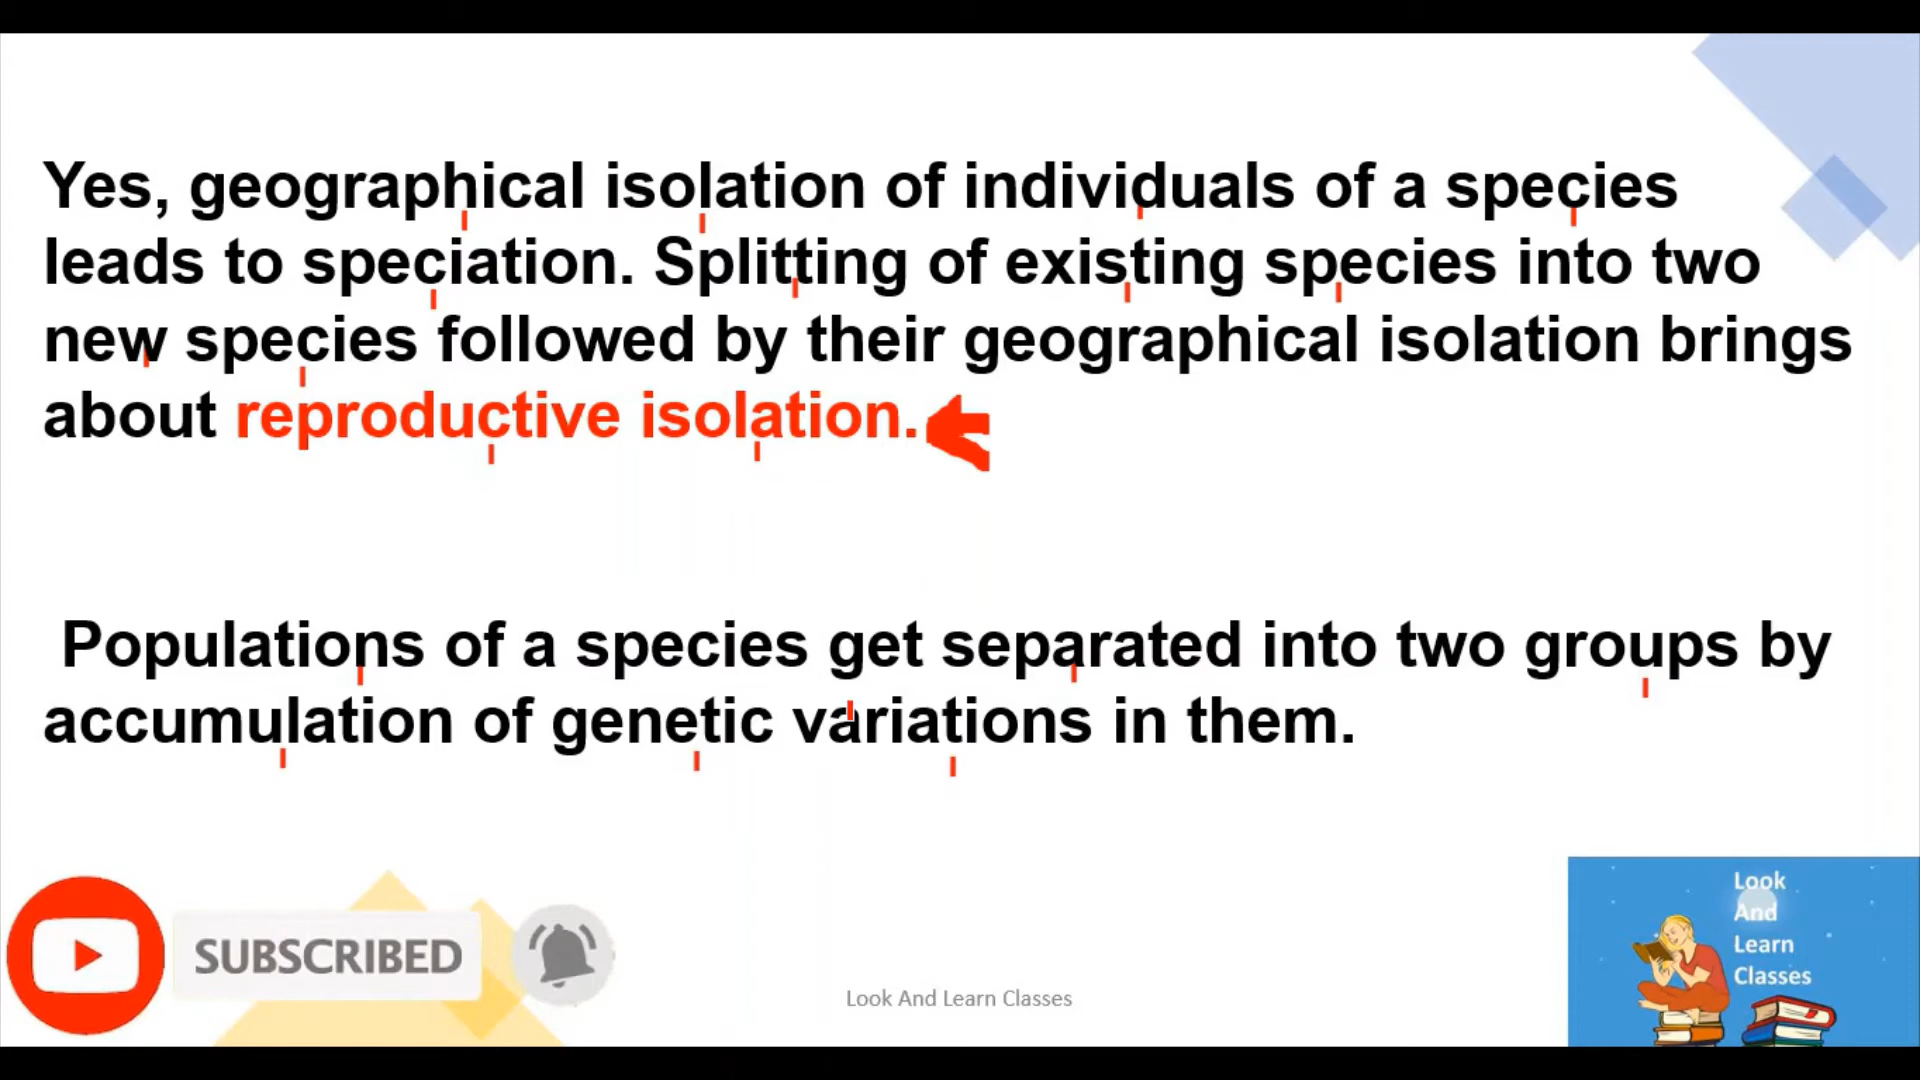 Yes, geographical isolation of individuals of a species
leads to speciation. Splitting of existing species into two
new species followed by their geographical isolation brings
about reproductive isolation.
Populations of a species get separated into two groups by
accumulation of genetic variations in them.
SUBSCRIBED
Look And Learn Classes
Look
And
Learn
Classes